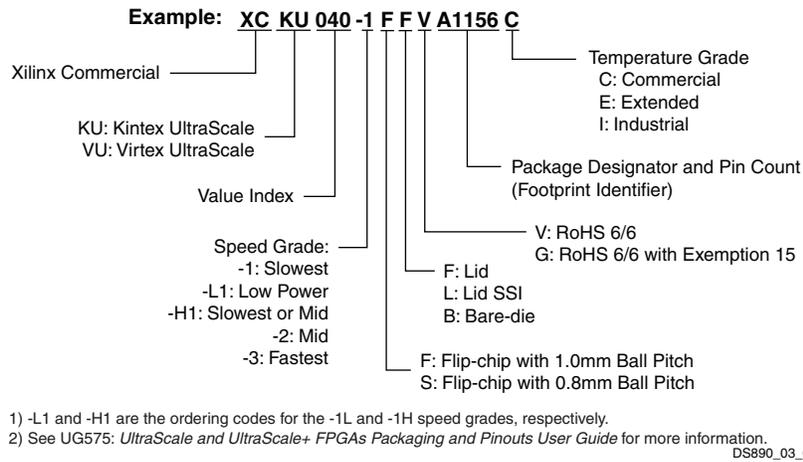 Example: XC KU 040 -1 F F V A1156 C
Xilinx Commercial
KU: Kintex UltraScale
VU: Virtex UltraScale
Value Index
Speed Grade:
-1: Slowest
-L1: Low Power
-H1: Slowest or Mid
-2: Mid
-3: Fastest
Temperature Grade
C: Commercial
E: Extended
I: Industrial
Package Designator and Pin Count
(Footprint Identifier)
V: RoHS 6/6
G: RoHS 6/6 with Exemption 15
F: Lid
L: Lid SSI
B: Bare-die
F: Flip-chip with 1.0mm Ball Pitch
S: Flip-chip with 0.8mm Ball Pitch
1) -L1 and -H1 are the ordering codes for the -1L and -1H speed grades, respectively.
2) See UG575: UltraScale and UltraScale+ FPGAs Packaging and Pinouts User Guide for more information.
DS890_03_